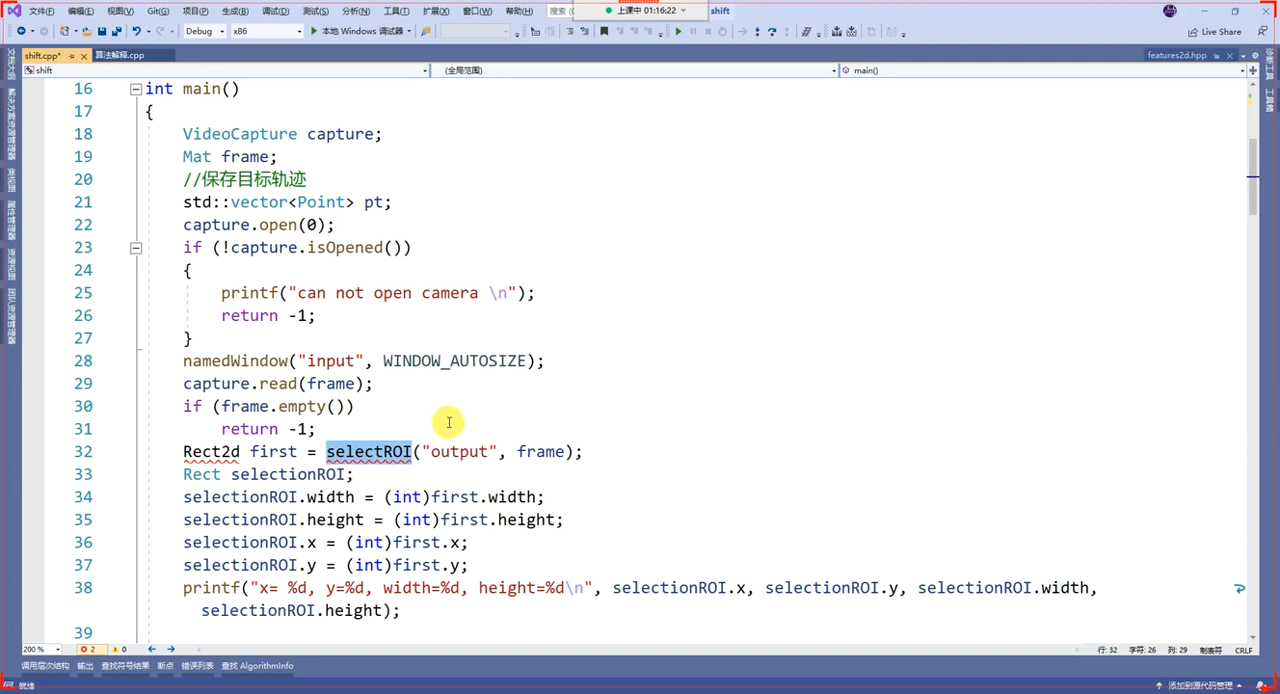 文件(F) 编辑(E) 视图(V) Git(G) 项目(P) 生成(B) 调试(D) 测试(S) 分析(N) 工具(T) 扩展(X) 窗口(W) 帮助(H) 搜索 ( 上课中 01:16:22 shift
Debug x86 本地 Windows 调试器 Live Share
shift.cpp* 算法解释.cpp features2d.hpp
shift (全局范围) main()
16 int main()
17 {
18 VideoCapture capture;
19 Mat frame;
20 //保存目标轨迹
21 std::vector<Point> pt;
22 capture.open(0);
23 if (!capture.isOpened())
24 {
25 printf("can not open camera \n");
26 return -1;
27 }
28 namedWindow("input", WINDOW_AUTOSIZE);
29 capture.read(frame);
30 if (frame.empty())
31 return -1;
32 Rect2d first = selectROI("output", frame);
33 Rect selectionROI;
34 selectionROI.width = (int)first.width;
35 selectionROI.height = (int)first.height;
36 selectionROI.x = (int)first.x;
37 selectionROI.y = (int)first.y;
38 printf("x= %d, y=%d, width=%d, height=%d\n", selectionROI.x, selectionROI.y, selectionROI.width,
selectionROI.height);
39
200 % 2 0 行: 32 字符: 26 列: 29 制表符 CRLF
调用层次结构 输出 查找符号结果 断点 错误列表 查找 AlgorithmInfo
就绪 添加到源代码管理